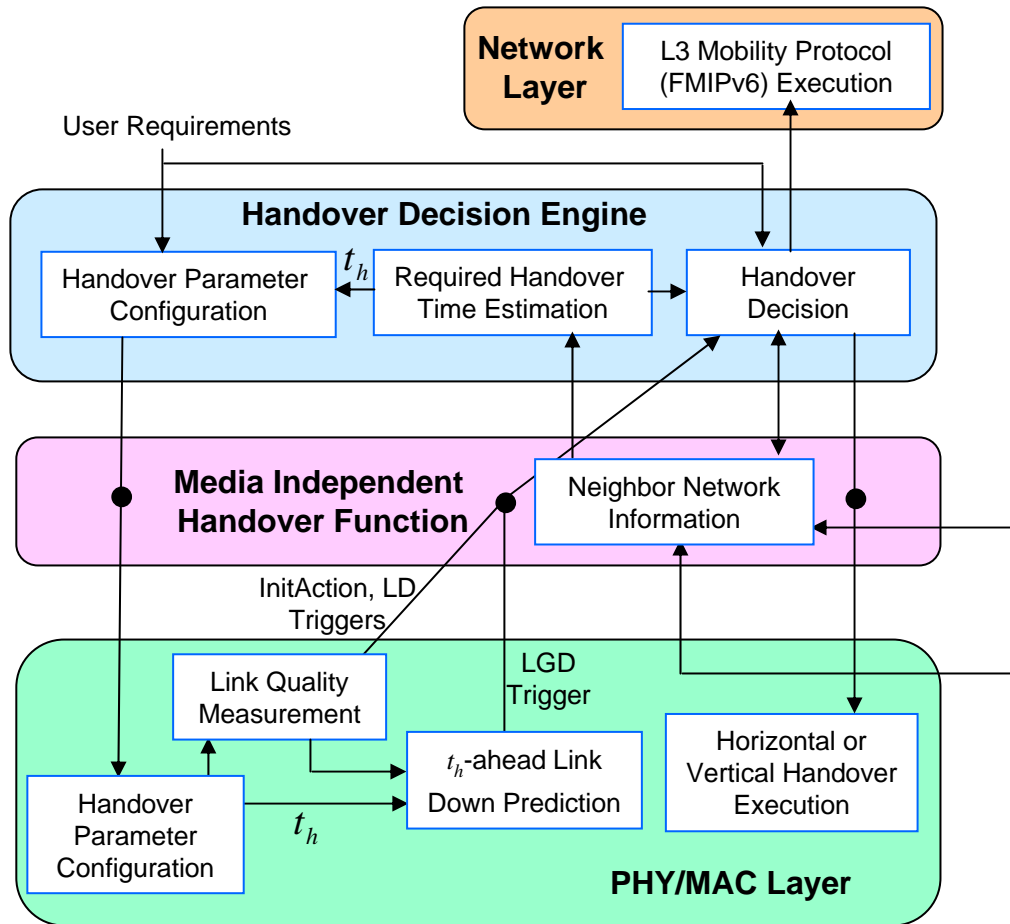 Network
Layer
L3 Mobility Protocol
(FMIPv6) Execution
User Requirements
Handover Decision Engine
Handover Parameter
Configuration
t_h
Required Handover
Time Estimation
Handover
Decision
Media Independent
Handover Function
Neighbor Network
Information
InitAction, LD
Triggers
LGD
Trigger
Link Quality
Measurement
t_h-ahead Link
Down Prediction
Horizontal or
Vertical Handover
Execution
Handover
Parameter
Configuration
t_h
PHY/MAC Layer